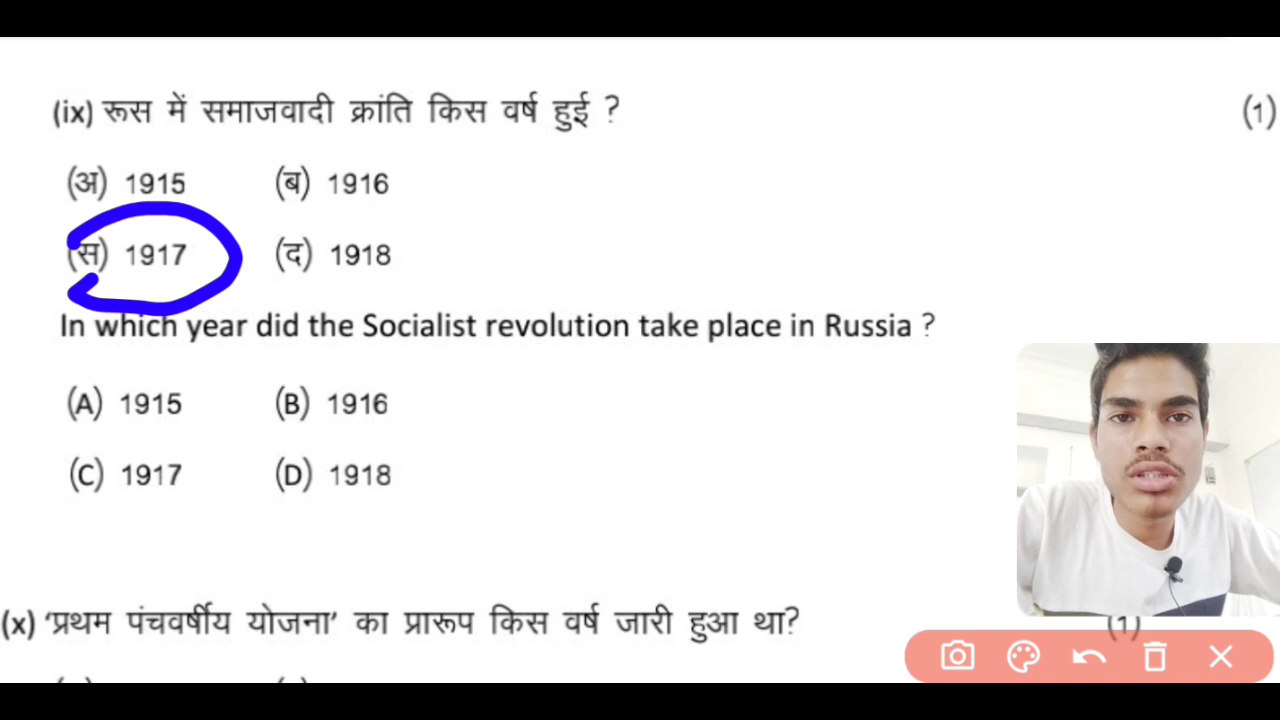 (ix) रूस में समाजवादी क्रांति किस वर्ष हुई ? (1)
(अ) 1915 (ब) 1916
(स) 1917 (द) 1918
In which year did the Socialist revolution take place in Russia ?
(A) 1915 (B) 1916
(C) 1917 (D) 1918
(x) ‘प्रथम पंचवर्षीय योजना’ का प्रारूप किस वर्ष जारी हुआ था? (1)